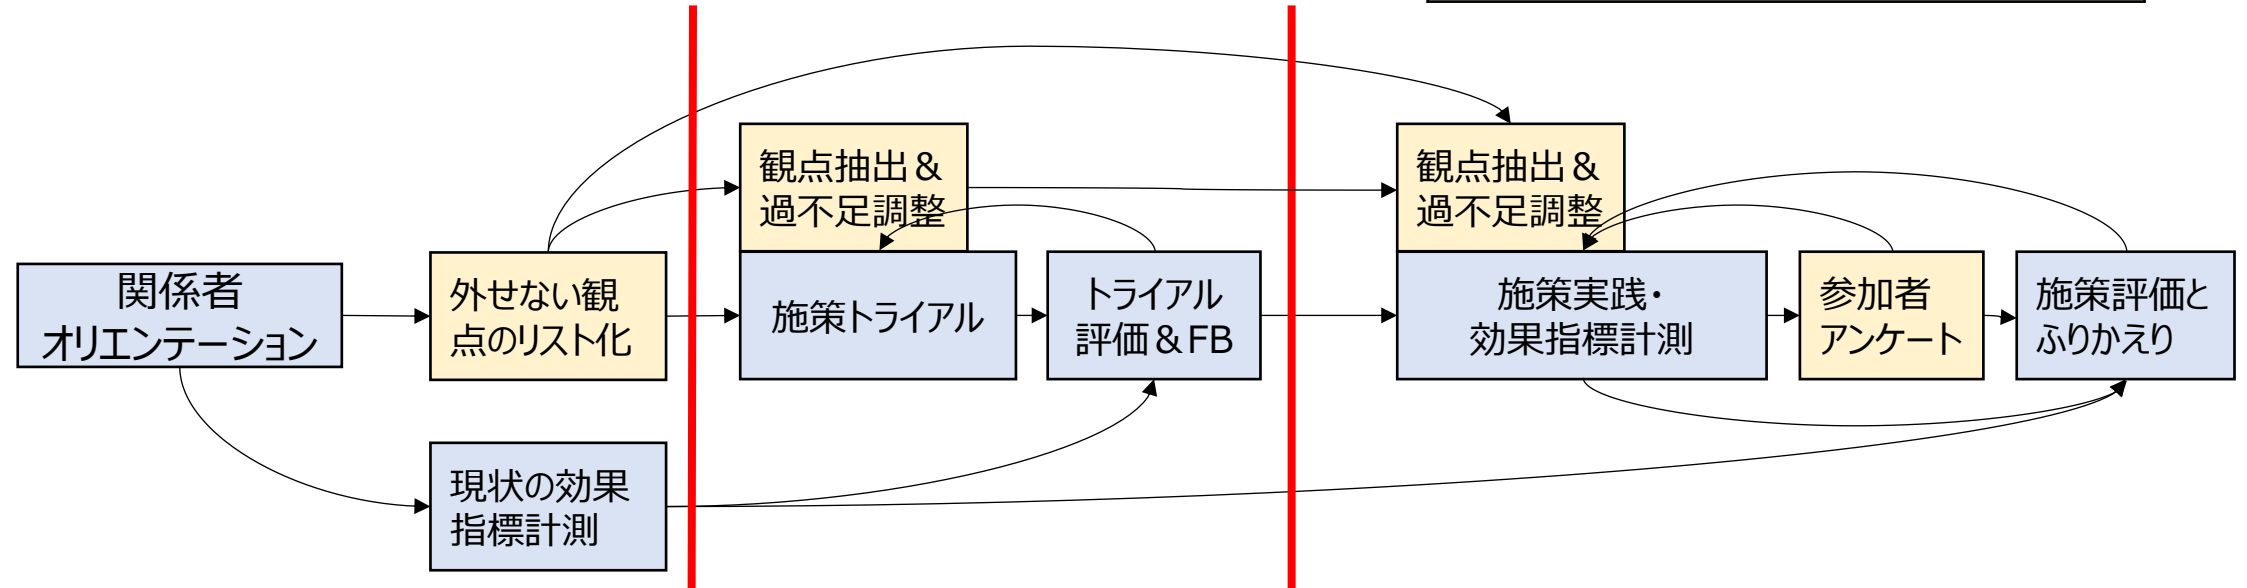 関係者
オリエンテーション
外せない観
点のリスト化
現状の効果
指標計測
観点抽出＆
過不足調整
施策トライアル
トライアル
評価＆FB
観点抽出＆
過不足調整
施策実践・
効果指標計測
参加者
アンケート
施策評価と
ふりかえり